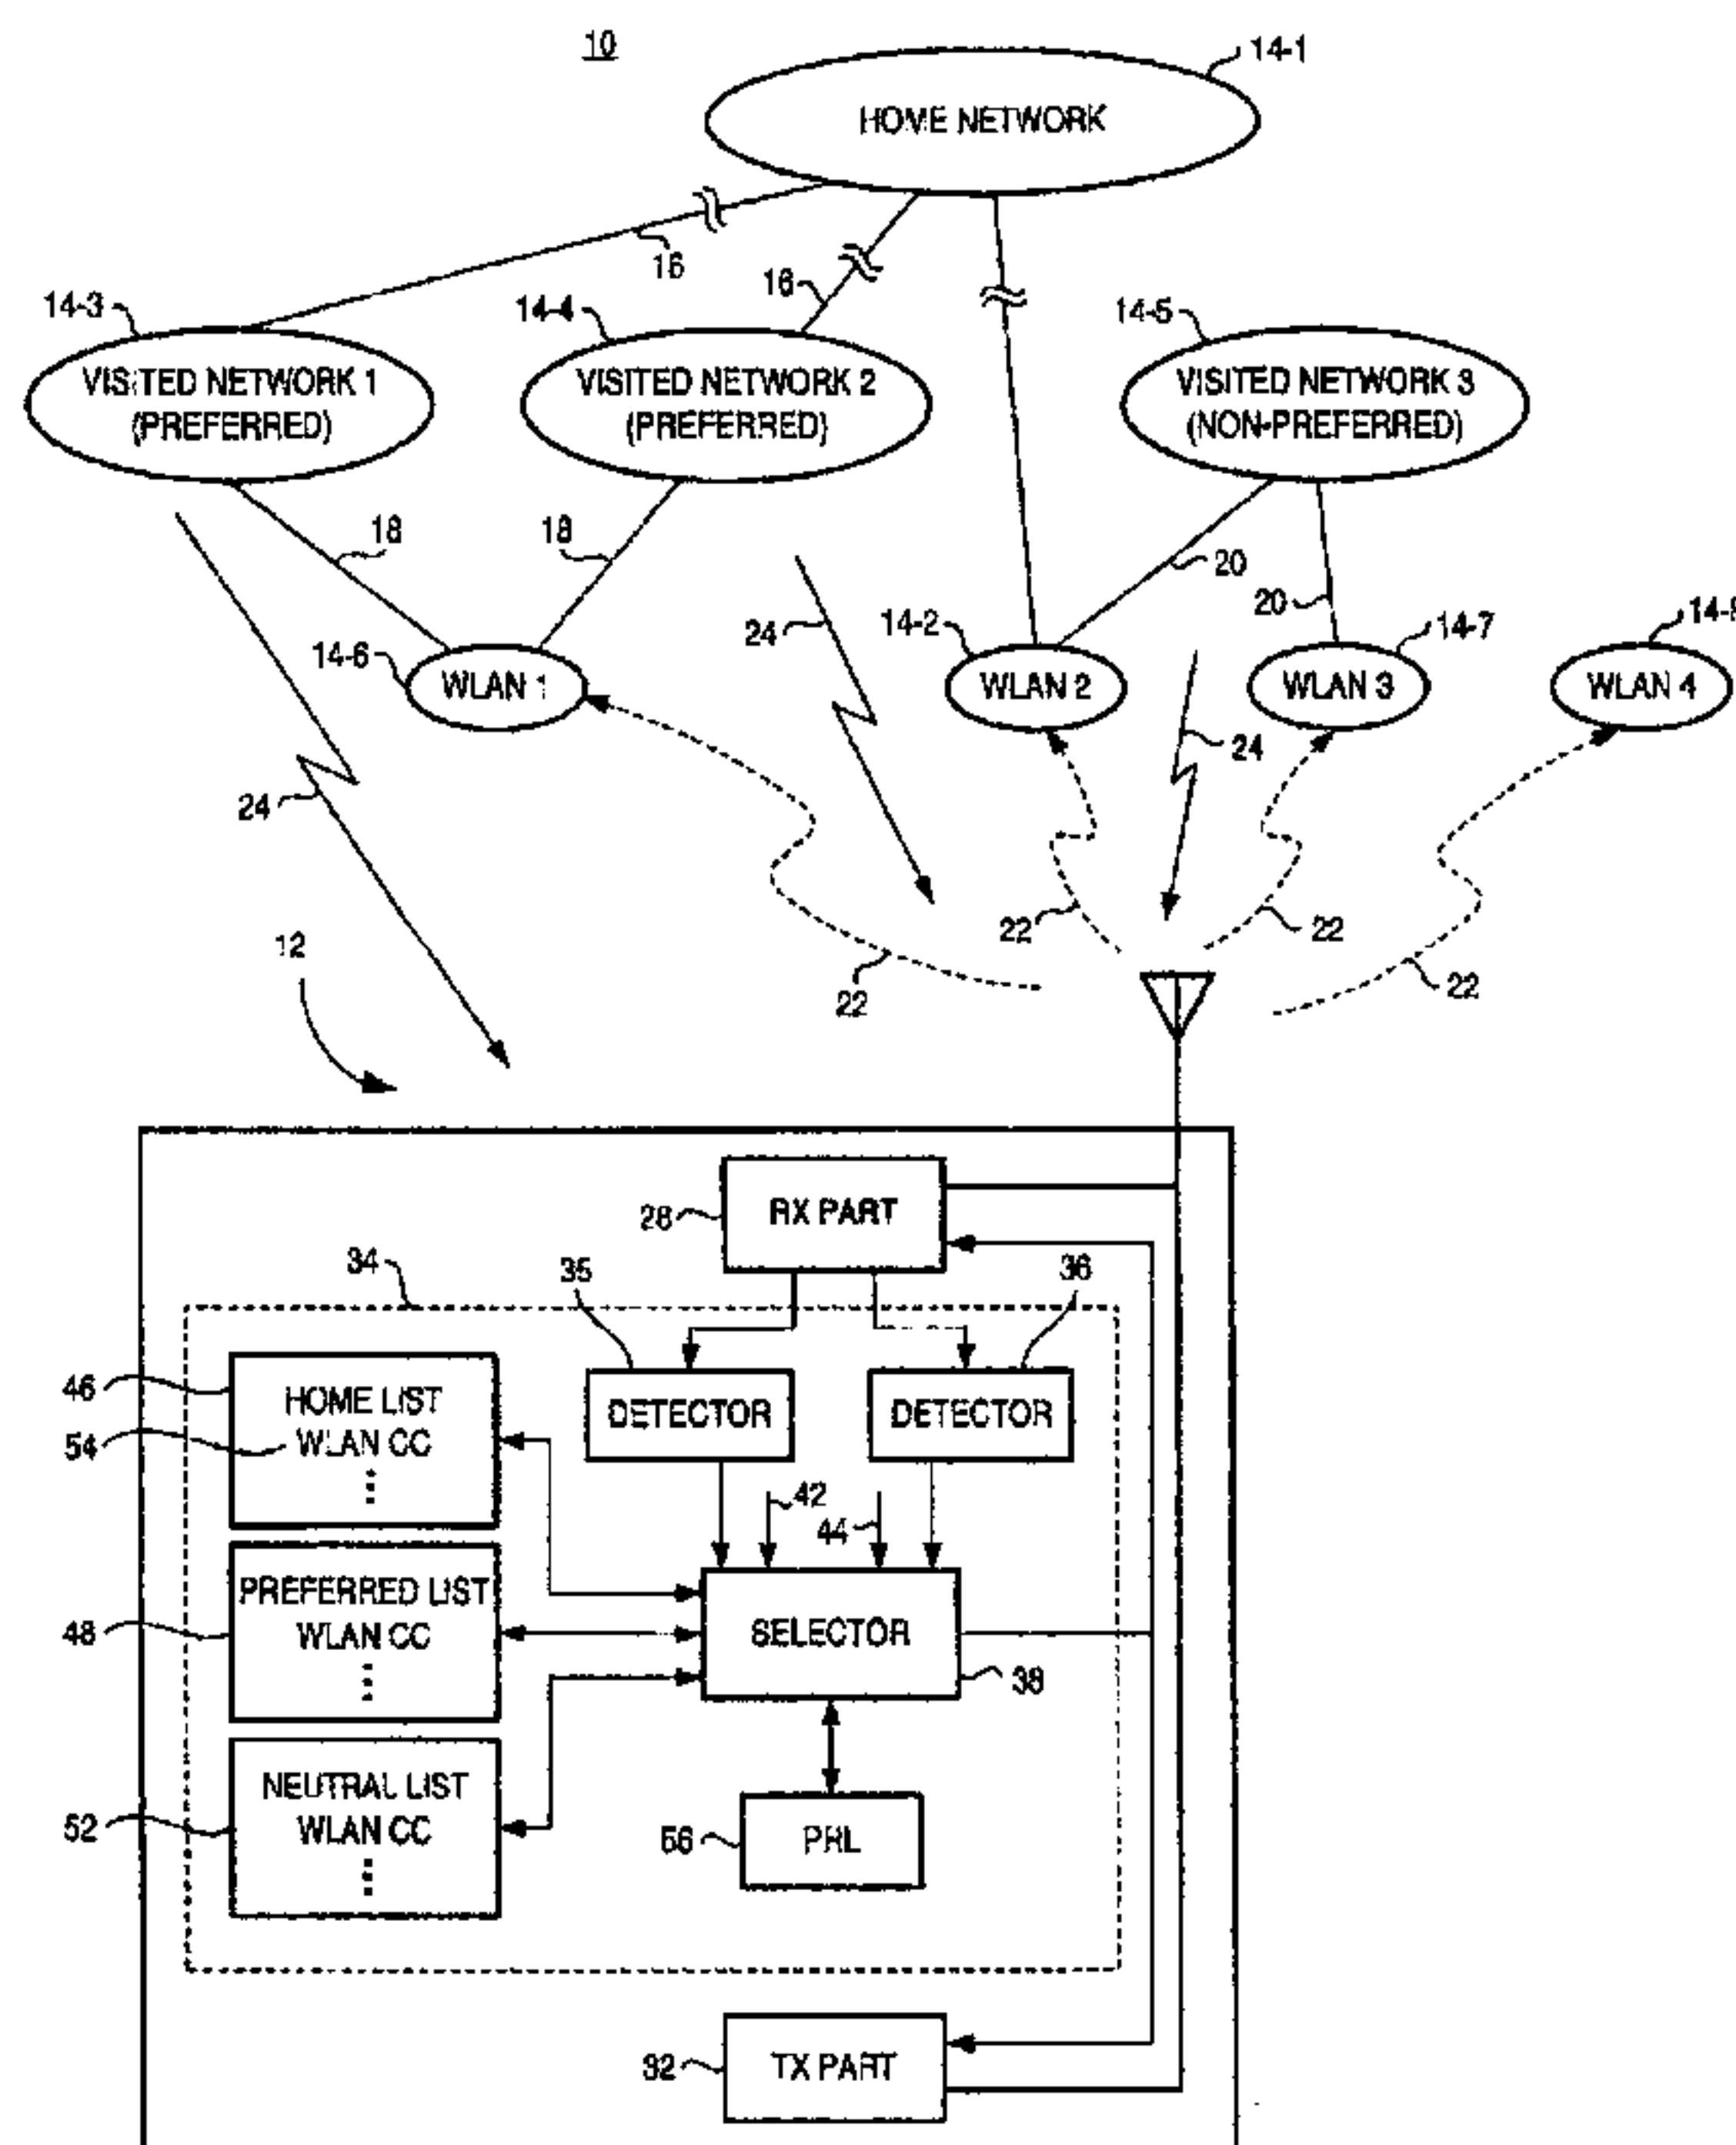 10
14-1
HOME NETWORK
16
16
14-3
14-4
14-5
VISITED NETWORK 1
(PREFERRED)
VISITED NETWORK 2
(PREFERRED)
VISITED NETWORK 3
(NON-PREFERRED)
18
18
20
20
14-6
WLAN 1
24
14-2
WLAN 2
14-7
WLAN 3
14-8
WLAN 4
24
24
12
22
22
22
22
28
RX PART
34
35
36
46
HOME LIST
54
WLAN CC
DETECTOR
DETECTOR
42
44
48
PREFERRED LIST
WLAN CC
SELECTOR
38
52
NEUTRAL LIST
WLAN CC
56
PRL
32
TX PART